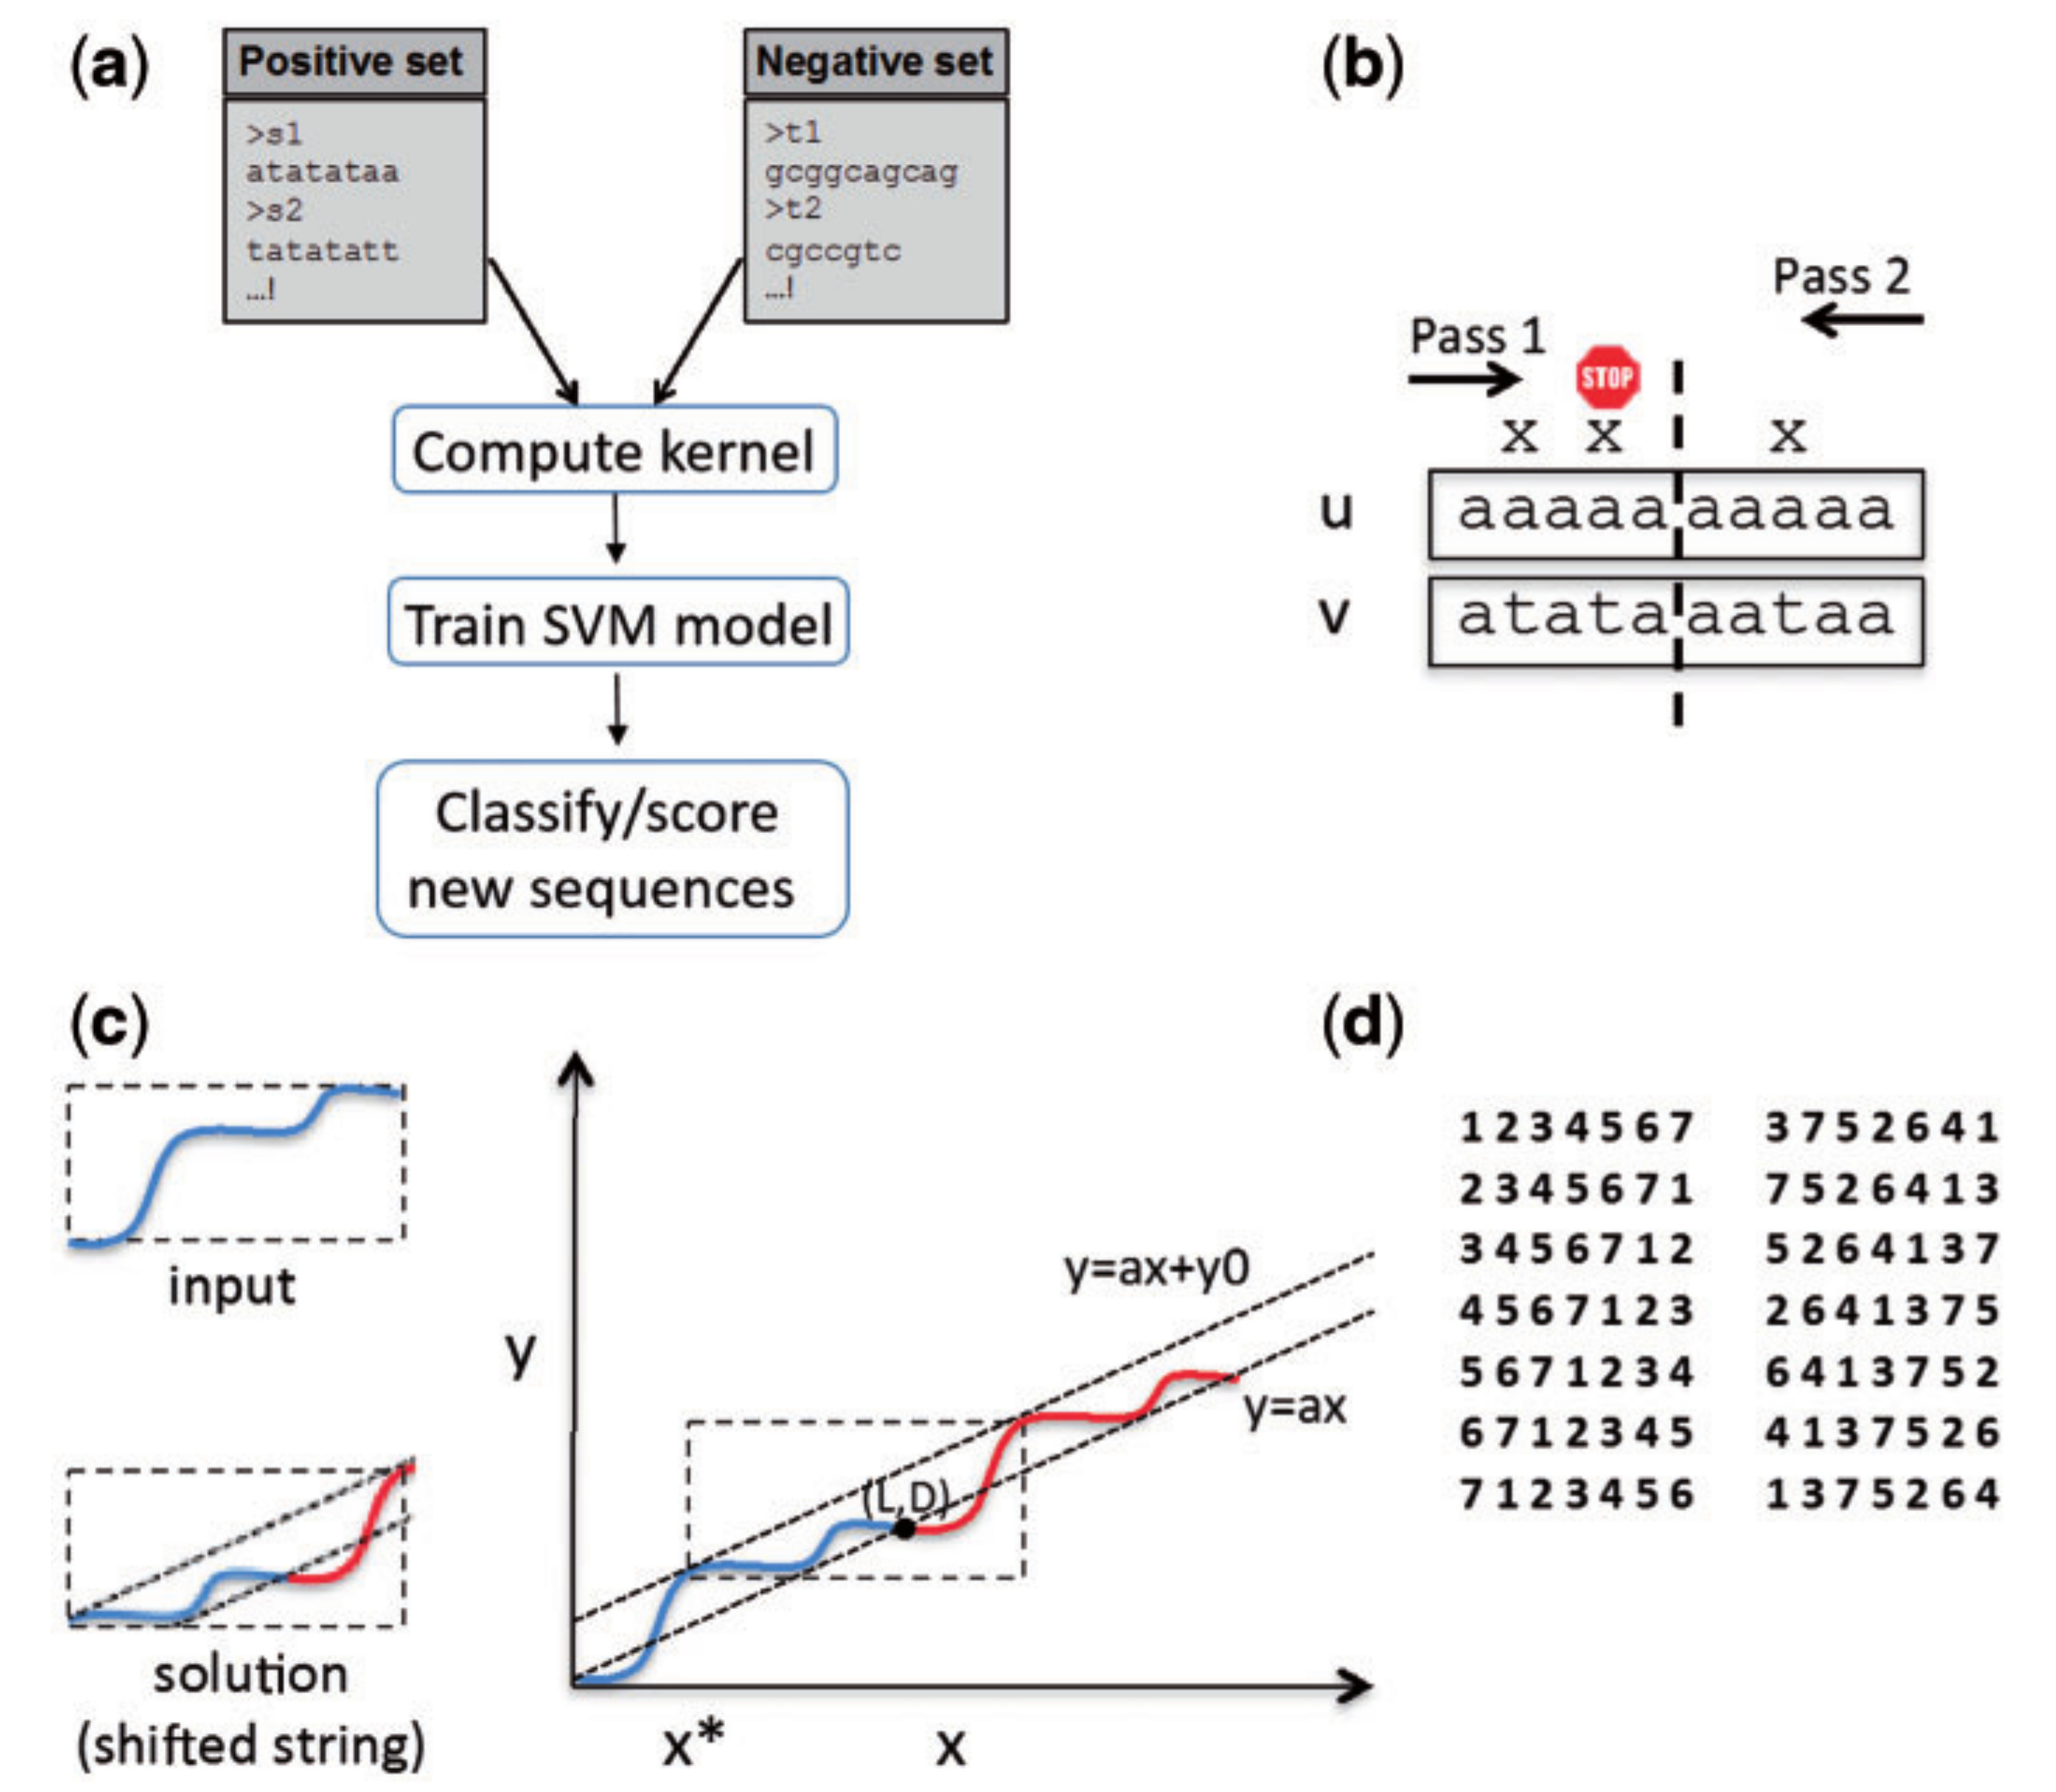 (a)
Positive set
>s1
atatataa
>s2
tatatatt
...!
Negative set
>t1
gcggcagcag
>t2
cgccgtc
...!
Compute kernel
Train SVM model
Classify/score
new sequences
(b)
Pass 2
Pass 1
STOP
x x x
u aaaaa aaaaa
v atata aataa
(c)
input
solution
(shifted string)
y
y=ax+y0
y=ax
(L,D)
x* x
(d)
1 2 3 4 5 6 7 3 7 5 2 6 4 1
2 3 4 5 6 7 1 7 5 2 6 4 1 3
3 4 5 6 7 1 2 5 2 6 4 1 3 7
4 5 6 7 1 2 3 2 6 4 1 3 7 5
5 6 7 1 2 3 4 6 4 1 3 7 5 2
6 7 1 2 3 4 5 4 1 3 7 5 2 6
7 1 2 3 4 5 6 1 3 7 5 2 6 4